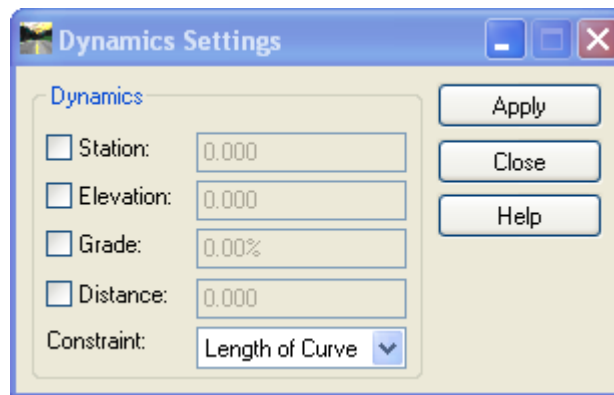 Dynamics Settings
Dynamics
Station: 0.000
Elevation: 0.000
Grade: 0.00%
Distance: 0.000
Constraint: Length of Curve
Apply
Close
Help